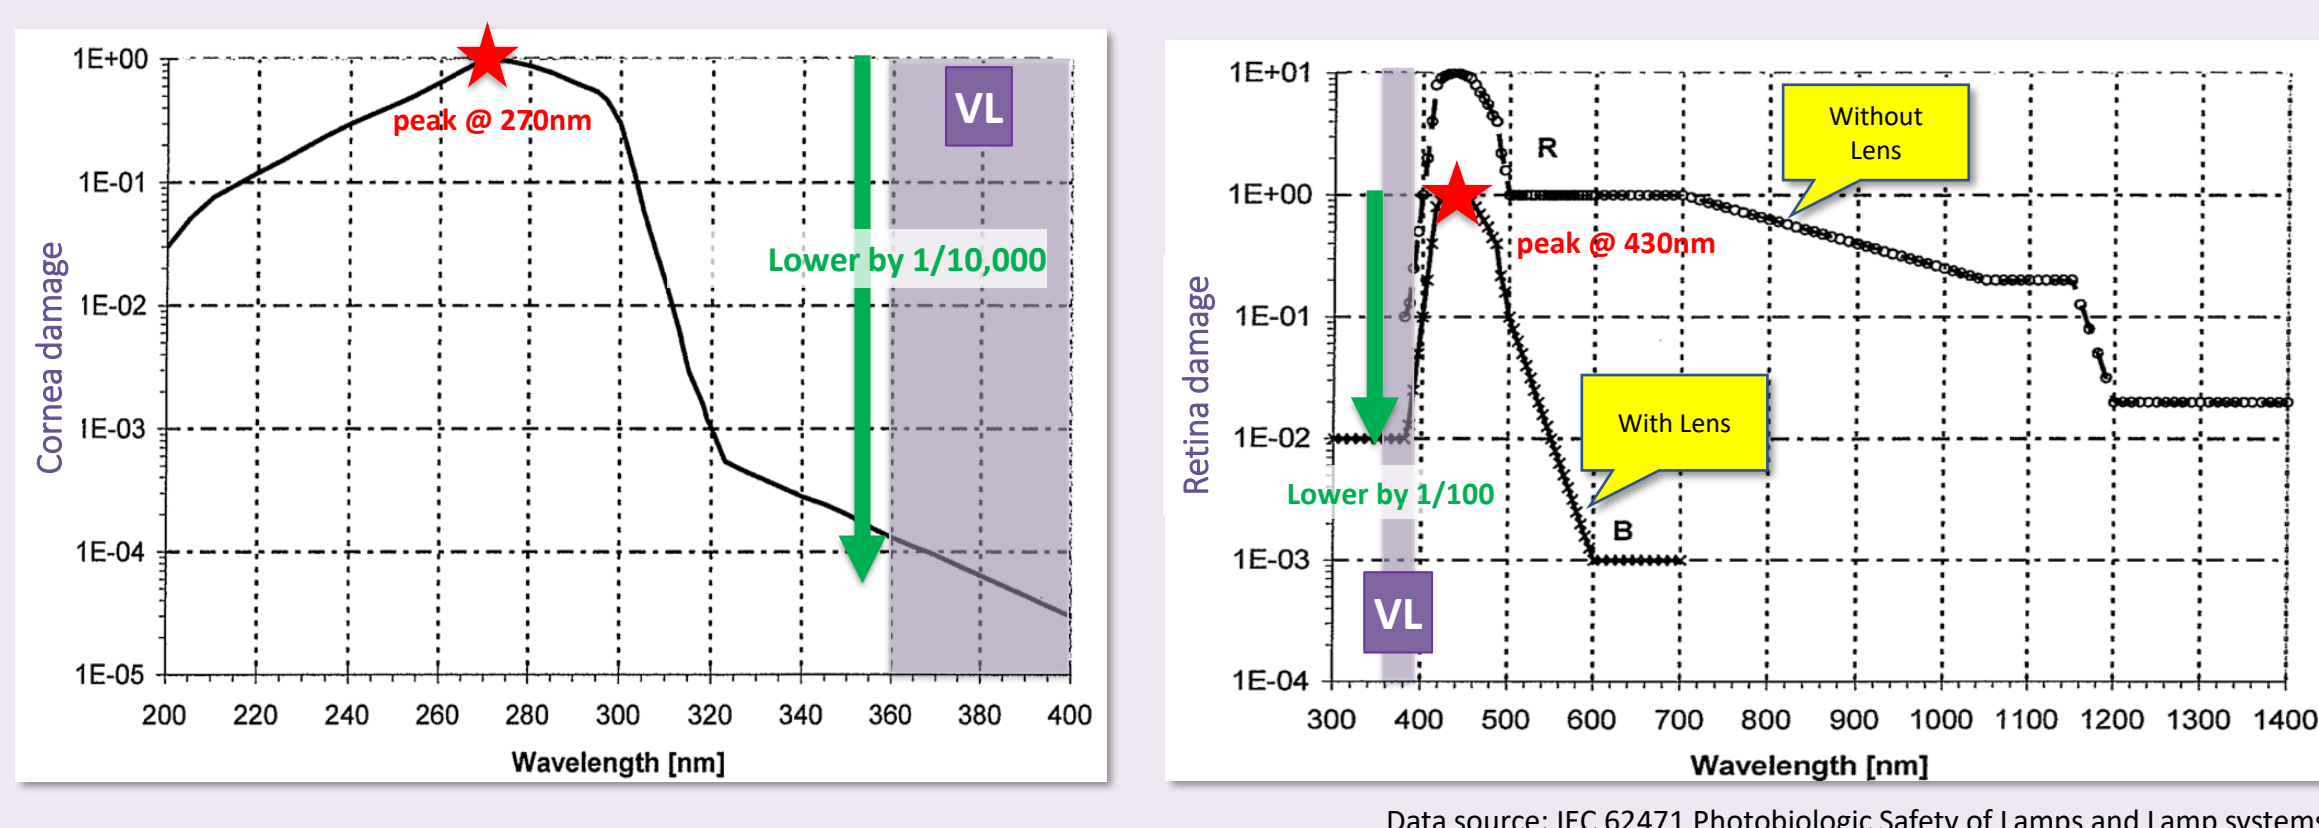 1E+00
1E-01
1E-02
1E-03
1E-04
1E-05
Cornea damage
peak @ 270nm
VL
Lower by 1/10,000
200 220 240 260 280 300 320 340 360 380 400
Wavelength [nm]
1E+01
1E+00
1E-01
1E-02
1E-03
1E-04
Retina damage
Without
Lens
R
peak @ 430nm
With Lens
Lower by 1/100
B
VL
300 400 500 600 700 800 900 1000 1100 1200 1300 1400
Wavelength [nm]
Data source: IEC 62471 Photobiologic Safety of Lamps and Lamp system